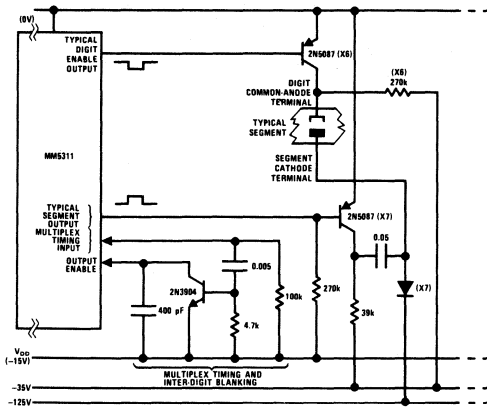 (0V)
TYPICAL
DIGIT
ENABLE
OUTPUT
2N5087 (X6)
DIGIT
COMMON-ANODE
TERMINAL
(X6)
270k
TYPICAL
SEGMENT
MM5311
SEGMENT
CATHODE
TERMINAL
TYPICAL
SEGMENT
OUTPUT
MULTIPLEX
TIMING
INPUT
OUTPUT
ENABLE
2N5087 (X7)
0.05
0.005
2N3904
400 pF
4.7k
100k
270k
39k
(X7)
VDD
(−15V)
MULTIPLEX TIMING AND
INTER-DIGIT BLANKING
−35V
−125V